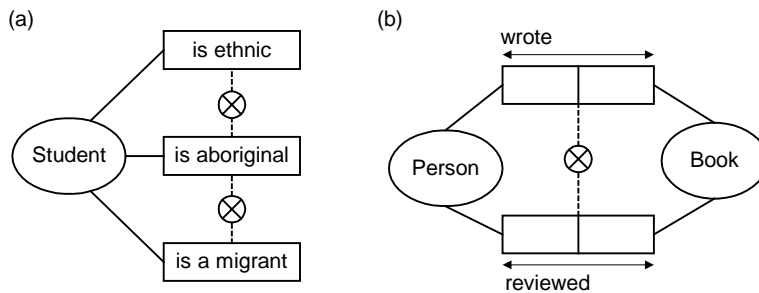 (a)
is ethnic
Student
is aboriginal
is a migrant
(b)
wrote
Person
Book
reviewed